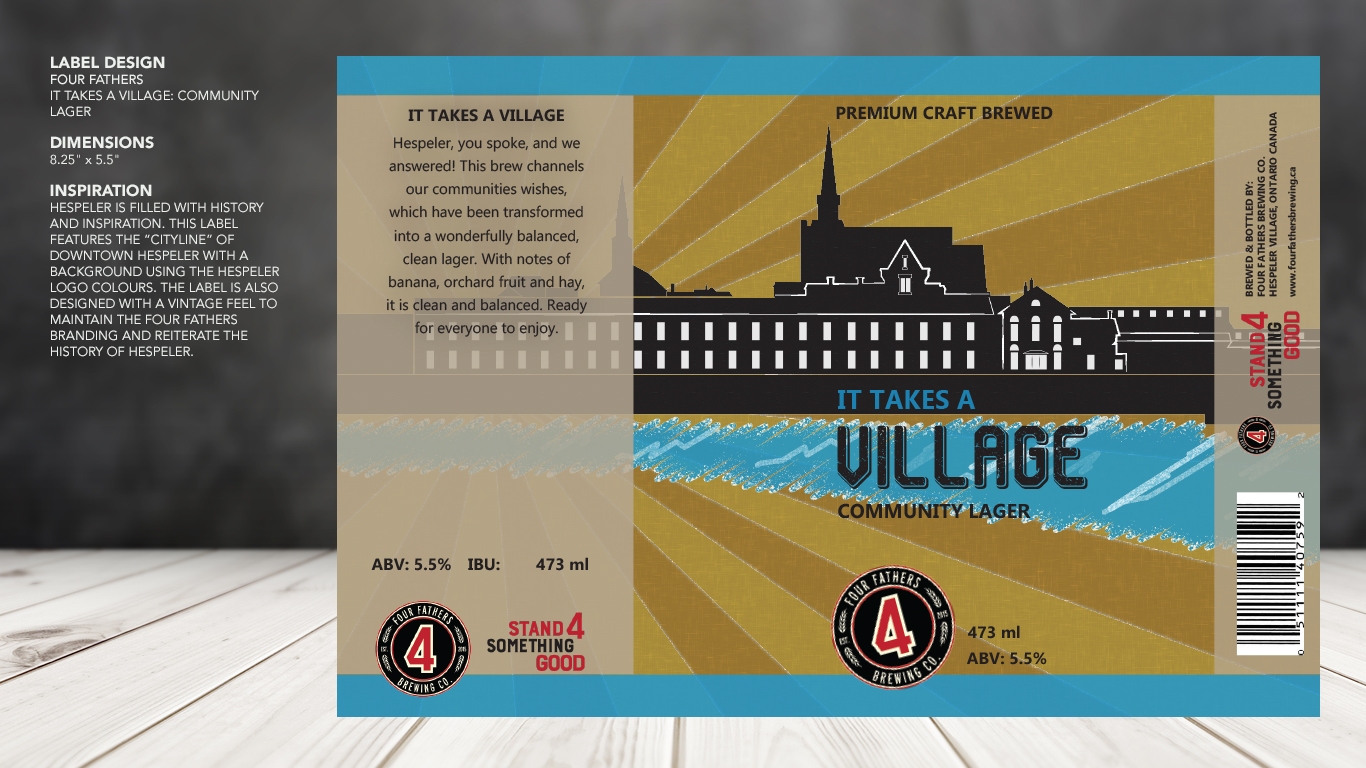 LABEL DESIGN
FOUR FATHERS
IT TAKES A VILLAGE: COMMUNITY
LAGER
DIMENSIONS
8.25" x 5.5"
INSPIRATION
HESPELER IS FILLED WITH HISTORY
AND INSPIRATION. THIS LABEL
FEATURES THE “CITYLINE” OF
DOWNTOWN HESPELER WITH A
BACKGROUND USING THE HESPELER
LOGO COLOURS. THE LABEL IS ALSO
DESIGNED WITH A VINTAGE FEEL TO
MAINTAIN THE FOUR FATHERS
BRANDING AND REITERATE THE
HISTORY OF HESPELER.
IT TAKES A VILLAGE
Hespeler, you spoke, and we
answered! This brew channels
our communities wishes,
which have been transformed
into a wonderfully balanced,
clean lager. With notes of
banana, orchard fruit and hay,
it is clean and balanced. Ready
for everyone to enjoy.
ABV: 5.5% IBU: 473 ml
FOUR FATHERS
EST. 4 2015
BREWING CO.
STAND 4
SOMETHING
GOOD
PREMIUM CRAFT BREWED
IT TAKES A
VILLAGE
COMMUNITY LAGER
FOUR FATHERS
4
BREWING CO.
473 ml
ABV: 5.5%
BREWED & BOTTLED BY:
FOUR FATHERS BREWING CO.
HESPELER VILLAGE, ONTARIO CANADA
www.fourfathersbrewing.ca
STAND 4
SOMETHING
GOOD
4
0 51111 40759 2